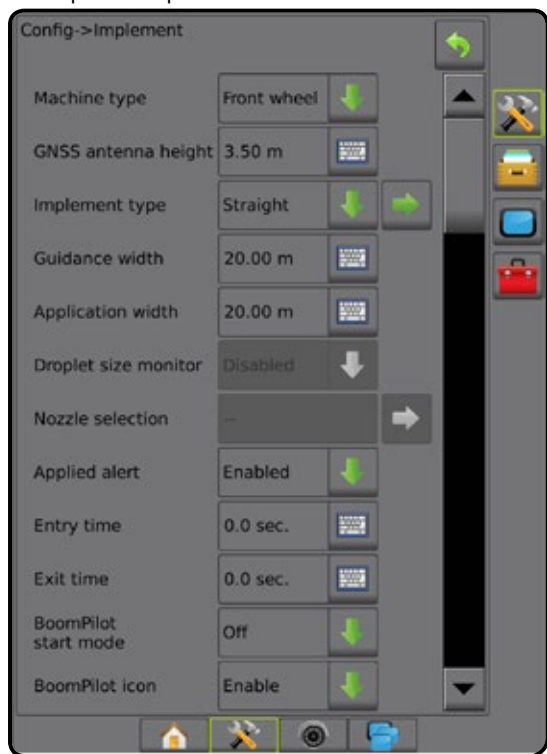 Config->Implement
Machine type Front wheel
GNSS antenna height 3.50 m
Implement type Straight
Guidance width 20.00 m
Application width 20.00 m
Droplet size monitor Disabled
Nozzle selection --
Applied alert Enabled
Entry time 0.0 sec.
Exit time 0.0 sec.
BoomPilot
start mode Off
BoomPilot icon Enable